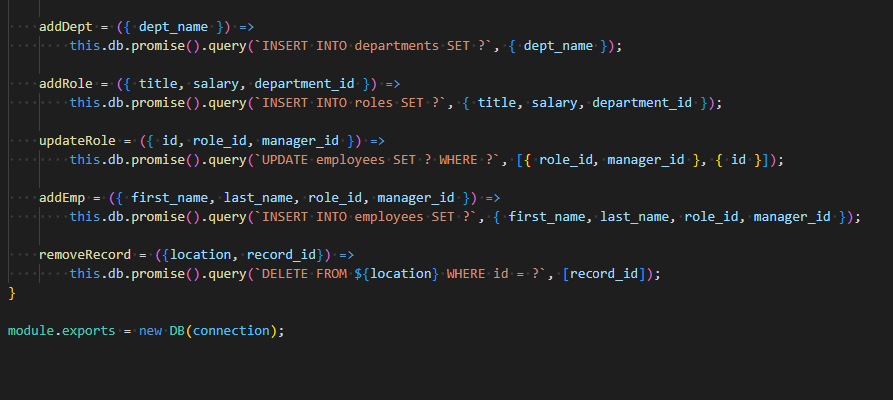 addDept = ({ dept_name }) =>
this.db.promise().query(`INSERT INTO departments SET ?`, { dept_name });
addRole = ({ title, salary, department_id }) =>
this.db.promise().query(`INSERT INTO roles SET ?`, { title, salary, department_id });
updateRole = ({ id, role_id, manager_id }) =>
this.db.promise().query(`UPDATE employees SET ? WHERE ?`, [{ role_id, manager_id }, { id }]);
addEmp = ({ first_name, last_name, role_id, manager_id }) =>
this.db.promise().query(`INSERT INTO employees SET ?`, { first_name, last_name, role_id, manager_id });
removeRecord = ({location, record_id}) =>
this.db.promise().query(`DELETE FROM ${location} WHERE id = ?`, [record_id]);
}
module.exports = new DB(connection);